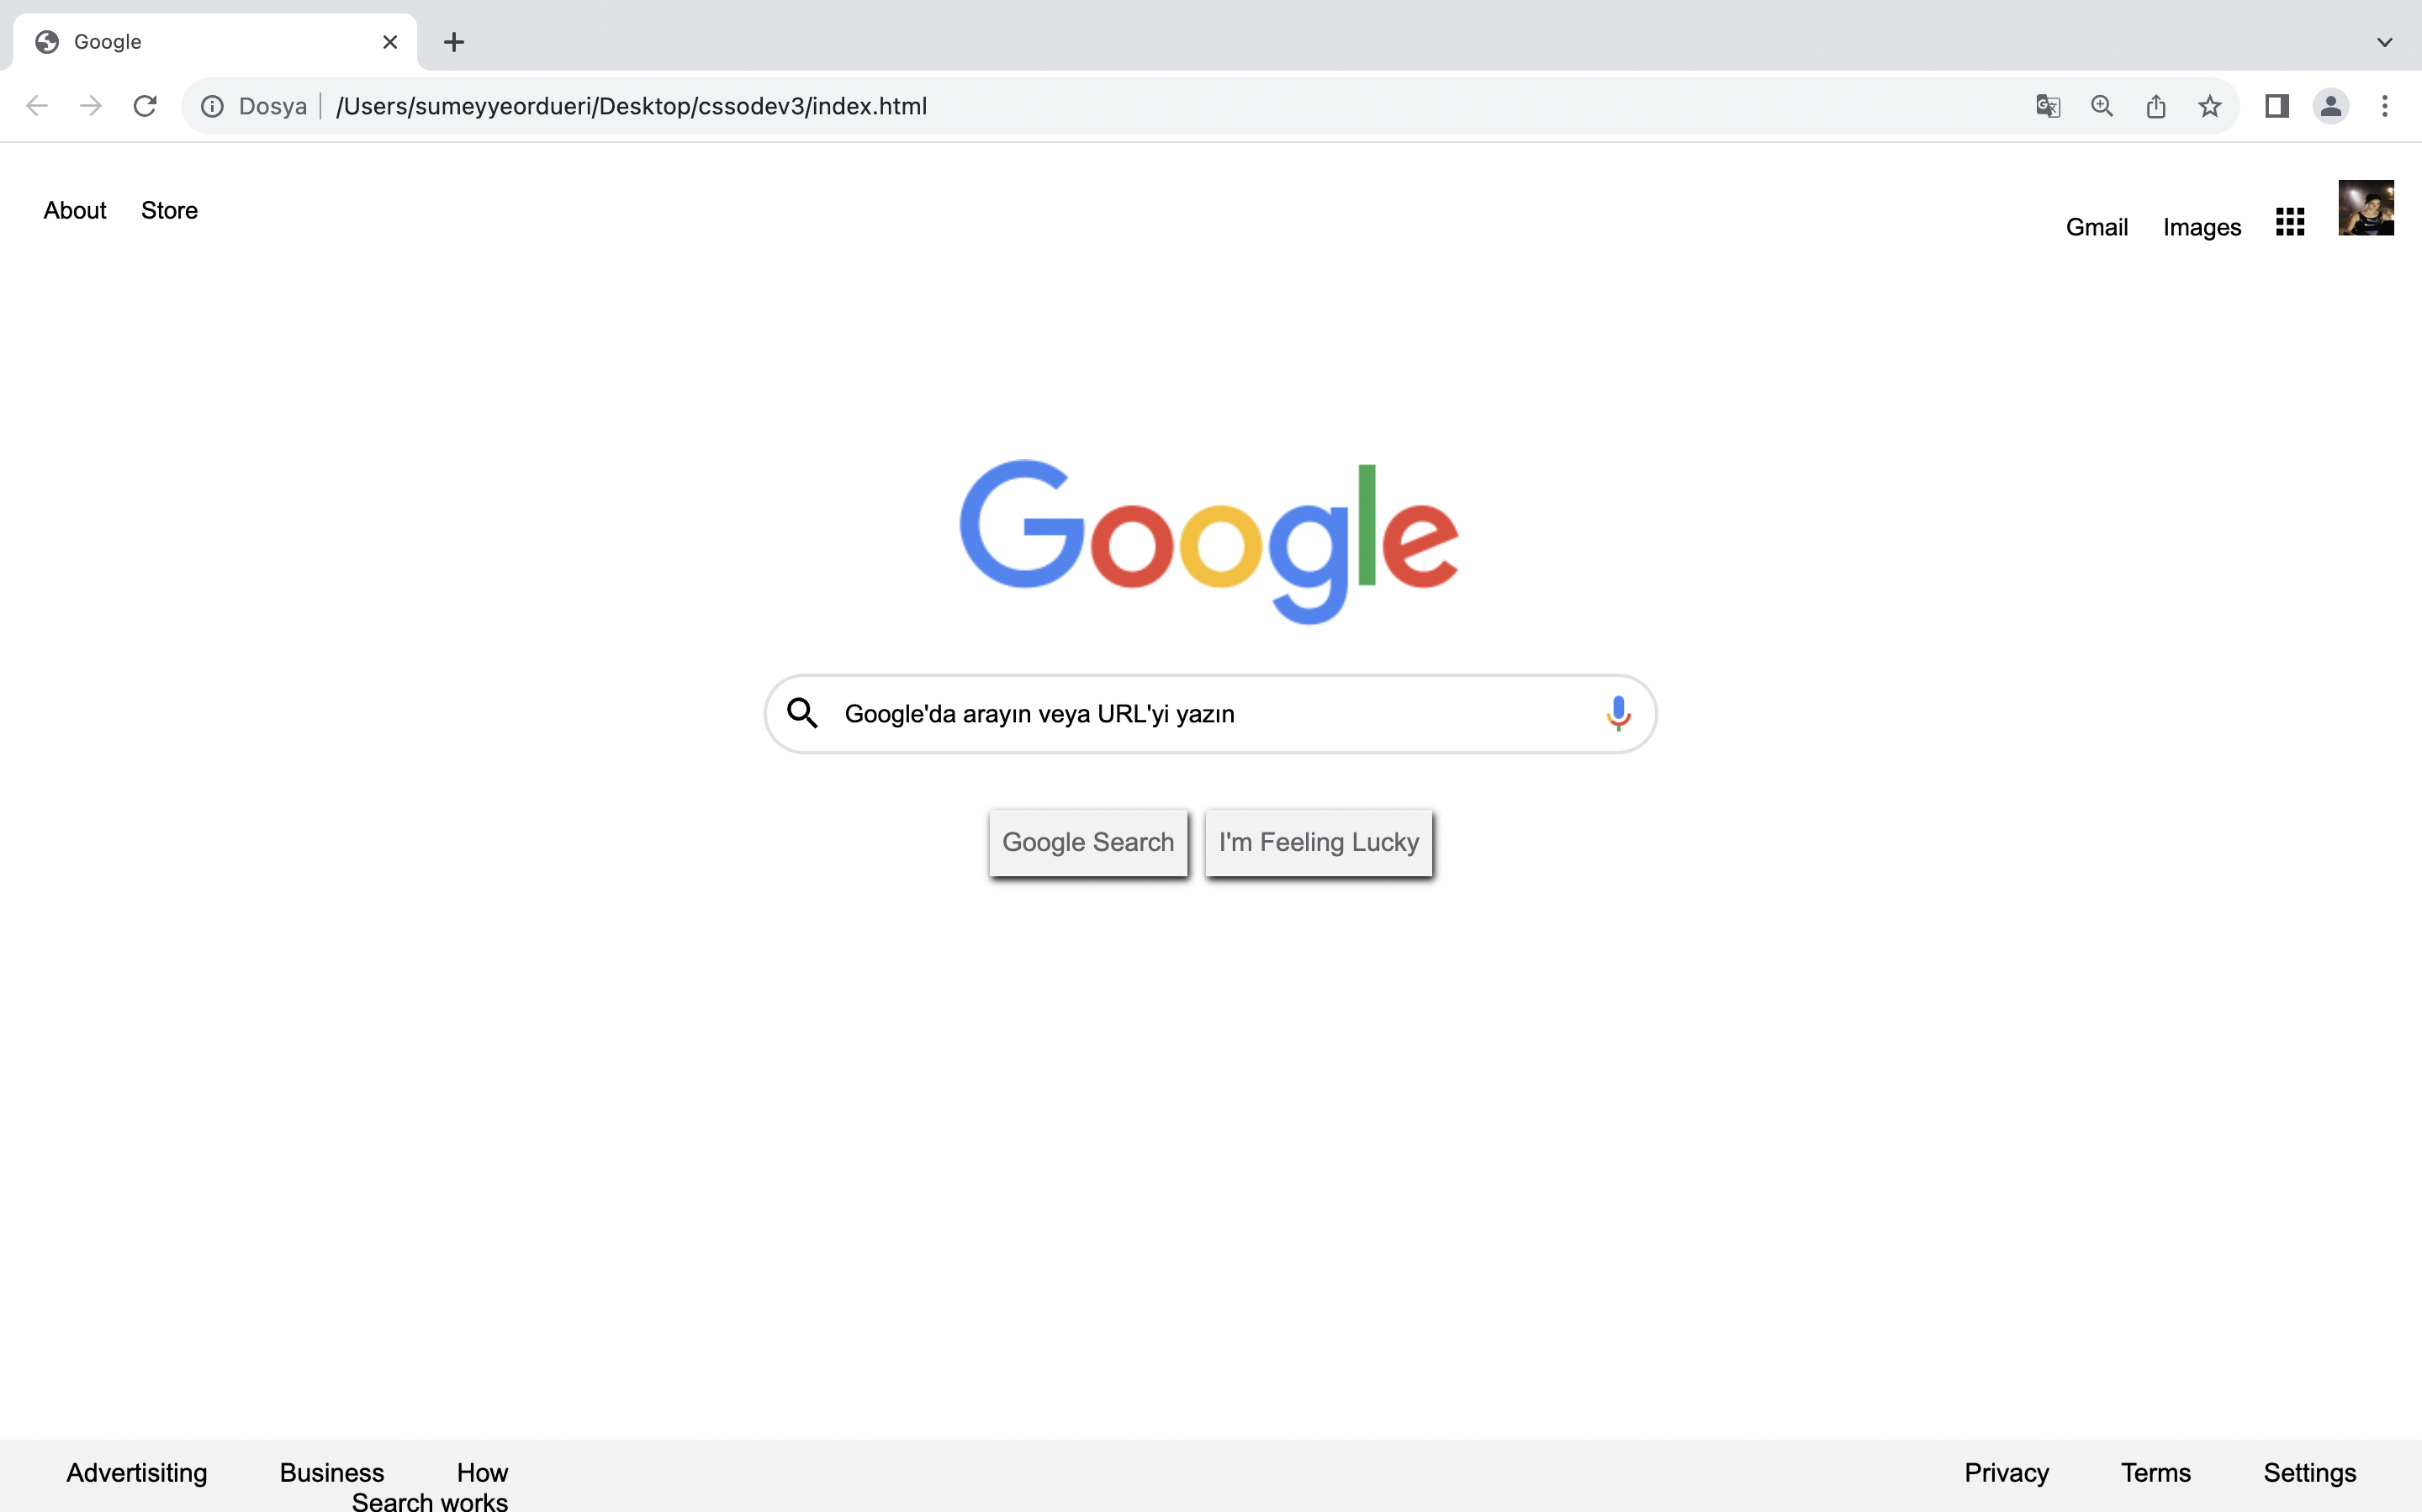 Google
Dosya /Users/sumeyyeordueri/Desktop/cssodev3/index.html
About Store
Gmail Images
Google
Google'da arayın veya URL'yi yazın
Google Search I'm Feeling Lucky
Advertisiting Business How
Search works
Privacy Terms Settings